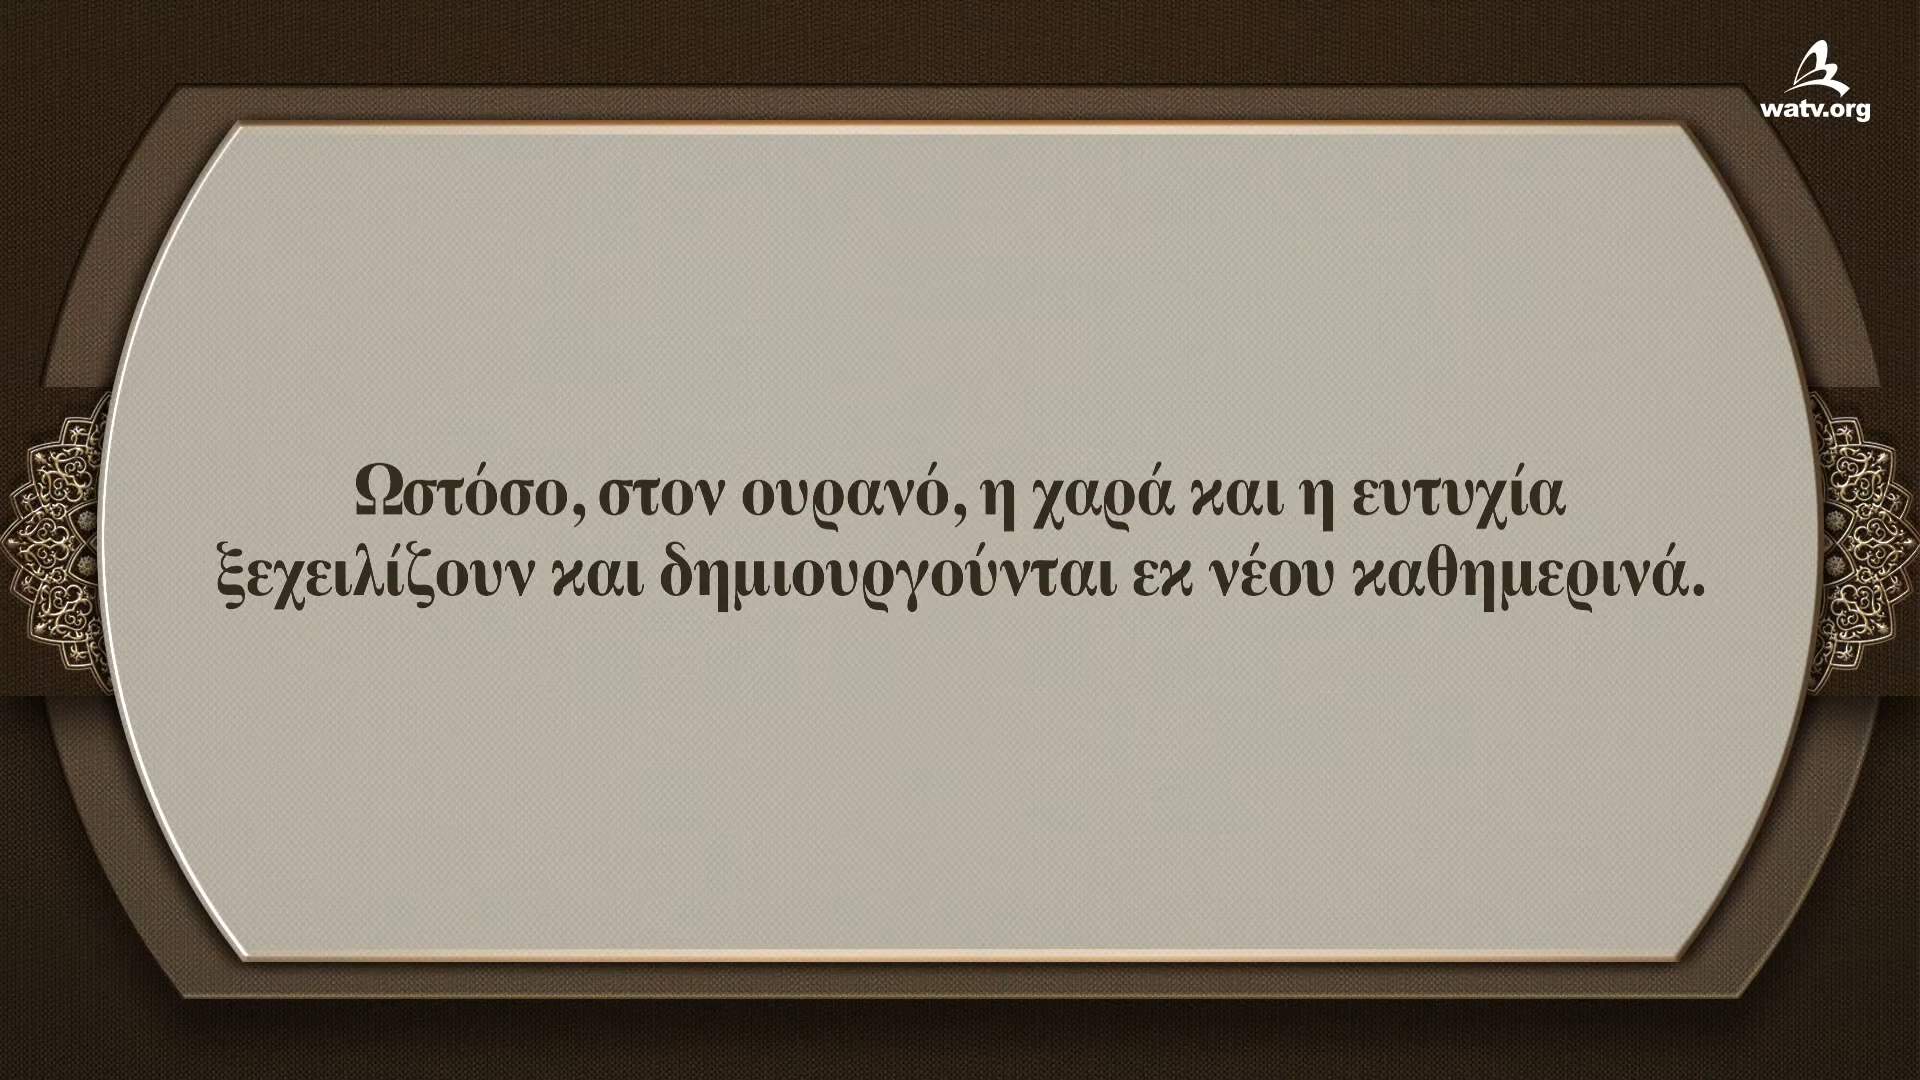 watv.org
Ωστόσο, στον ουρανό, η χαρά και η ευτυχία
ξεχειλίζουν και δημιουργούνται εκ νέου καθημερινά.